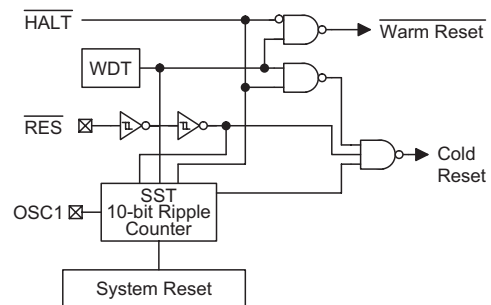 HALT
Warm Reset
WDT
RES
Cold
Reset
SST
10-bit Ripple
Counter
OSC1
System Reset